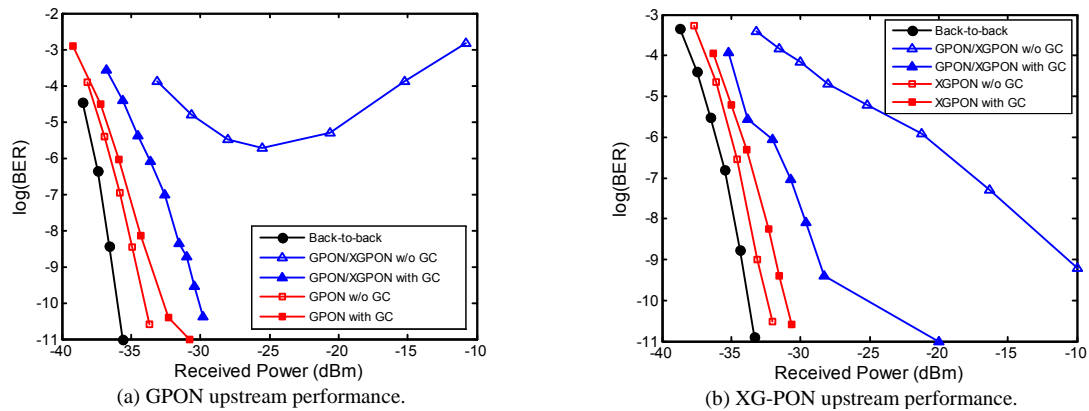 -2
-3
-4
-5
-6
-7
-8
-9
-10
-11
-40
-35
-30
-25
-20
-15
-10
log(BER)
Received Power (dBm)
Back-to-back
GPON/XGPON w/o GC
GPON/XGPON with GC
GPON w/o GC
GPON with GC
(a) GPON upstream performance.
-3
-4
-5
-6
-7
-8
-9
-10
-11
-40
-35
-30
-25
-20
-15
-10
log(BER)
Received Power (dBm)
Back-to-back
GPON/XGPON w/o GC
GPON/XGPON with GC
XGPON w/o GC
XGPON with GC
(b) XG-PON upstream performance.